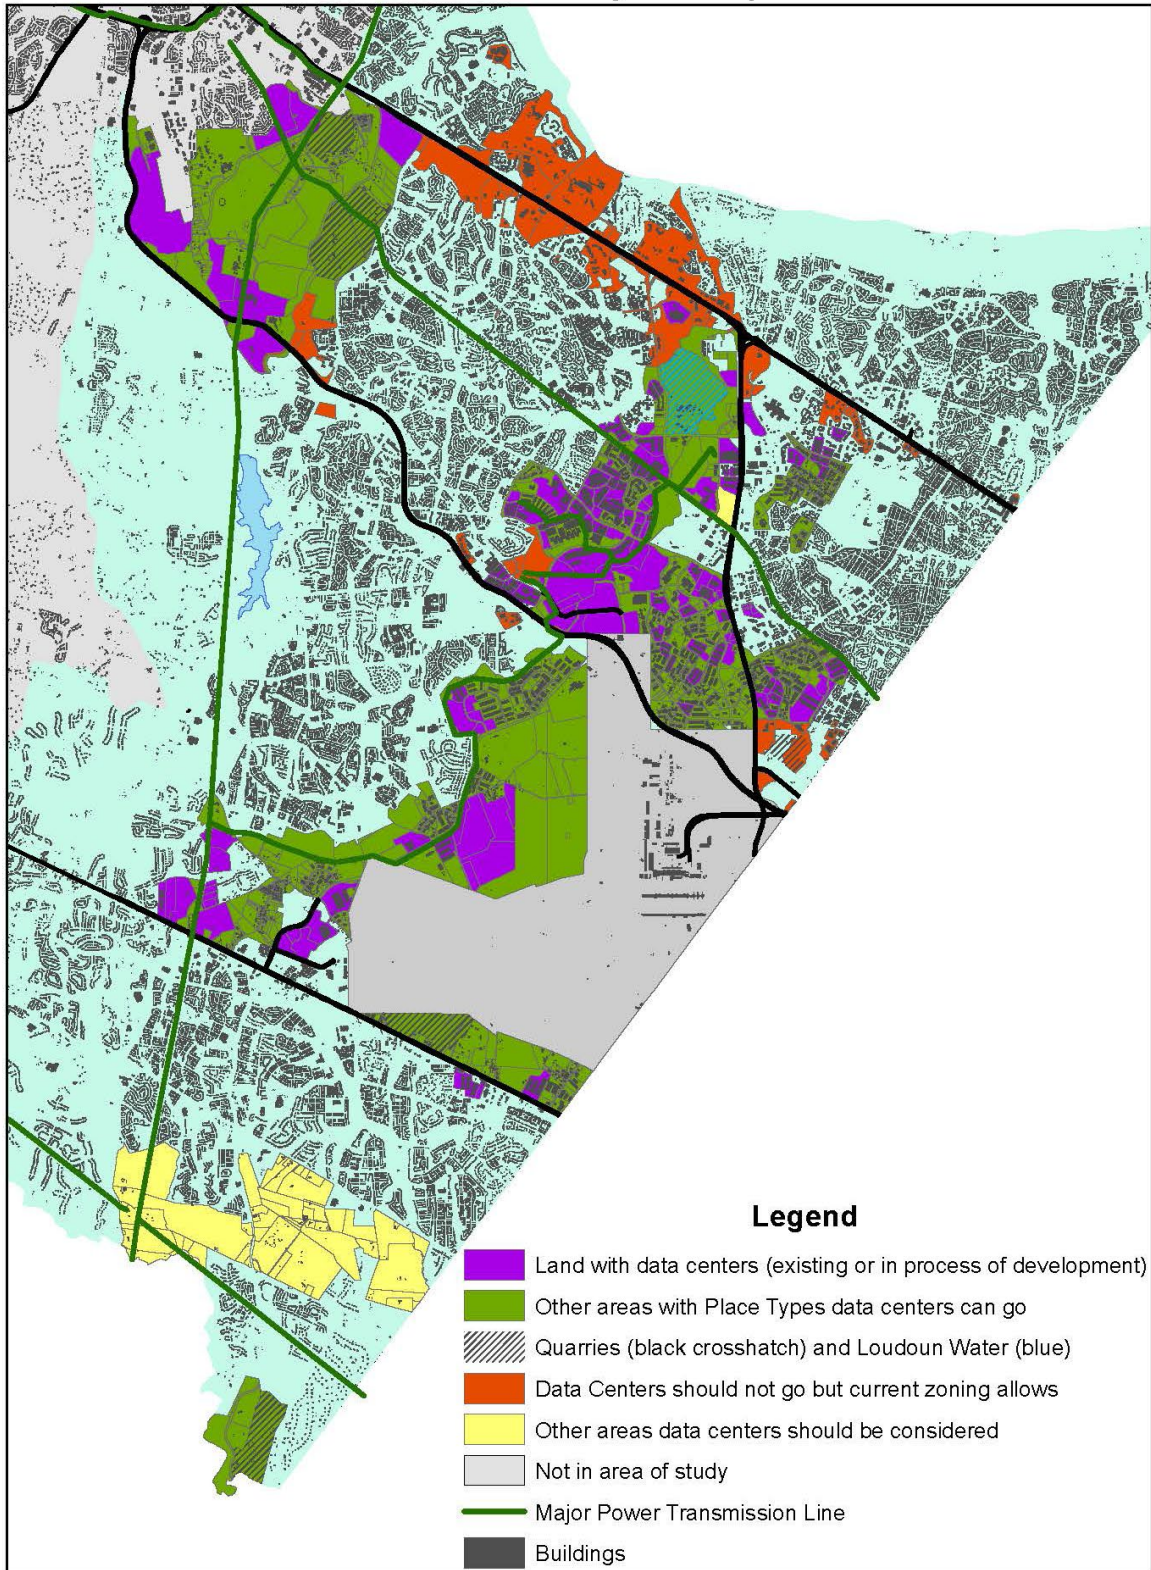 Legend
Land with data centers (existing or in process of development)
Other areas with Place Types data centers can go
Quarries (black crosshatch) and Loudoun Water (blue)
Data Centers should not go but current zoning allows
Other areas data centers should be considered
Not in area of study
Major Power Transmission Line
Buildings